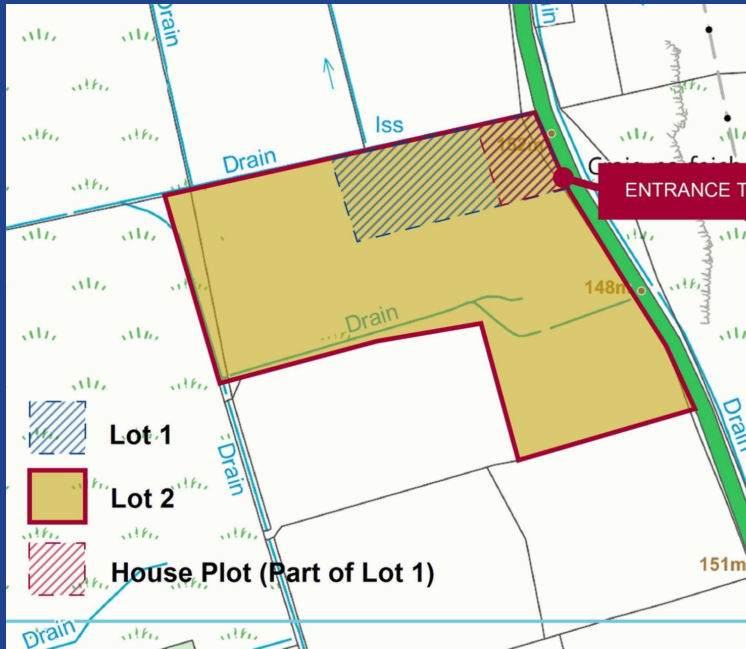 Drain
Drain
Iss
Drain
152m
ENTRANCE T
148m
Drain
Drain
Drain
Lot 1
Lot 2
House Plot (Part of Lot 1)
151m
Drain